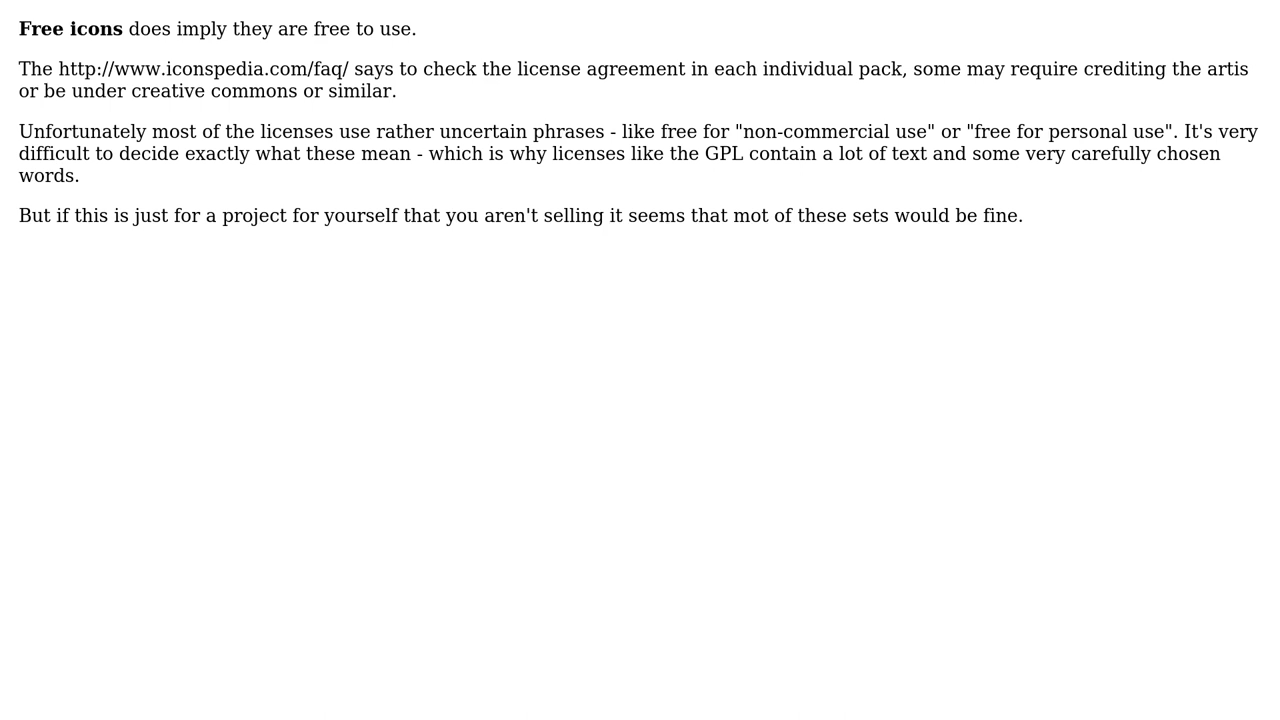 Free icons does imply they are free to use.
The http://www.iconspedia.com/faq/ says to check the license agreement in each individual pack, some may require crediting the artis
or be under creative commons or similar.
Unfortunately most of the licenses use rather uncertain phrases - like free for "non-commercial use" or "free for personal use". It's very
difficult to decide exactly what these mean - which is why licenses like the GPL contain a lot of text and some very carefully chosen
words.
But if this is just for a project for yourself that you aren't selling it seems that mot of these sets would be fine.